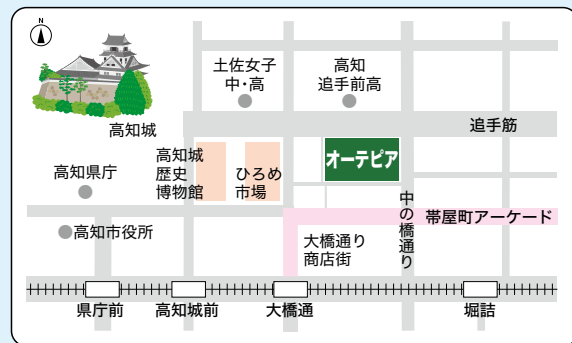 N
高知城
土佐女子
中・高
高知
追手前高
追手筋
高知県庁
高知城
歴史
博物館
ひろめ
市場
オーテピア
中の橋通り
帯屋町アーケード
高知市役所
大橋通り
商店街
県庁前
高知城前
大橋通
堀詰